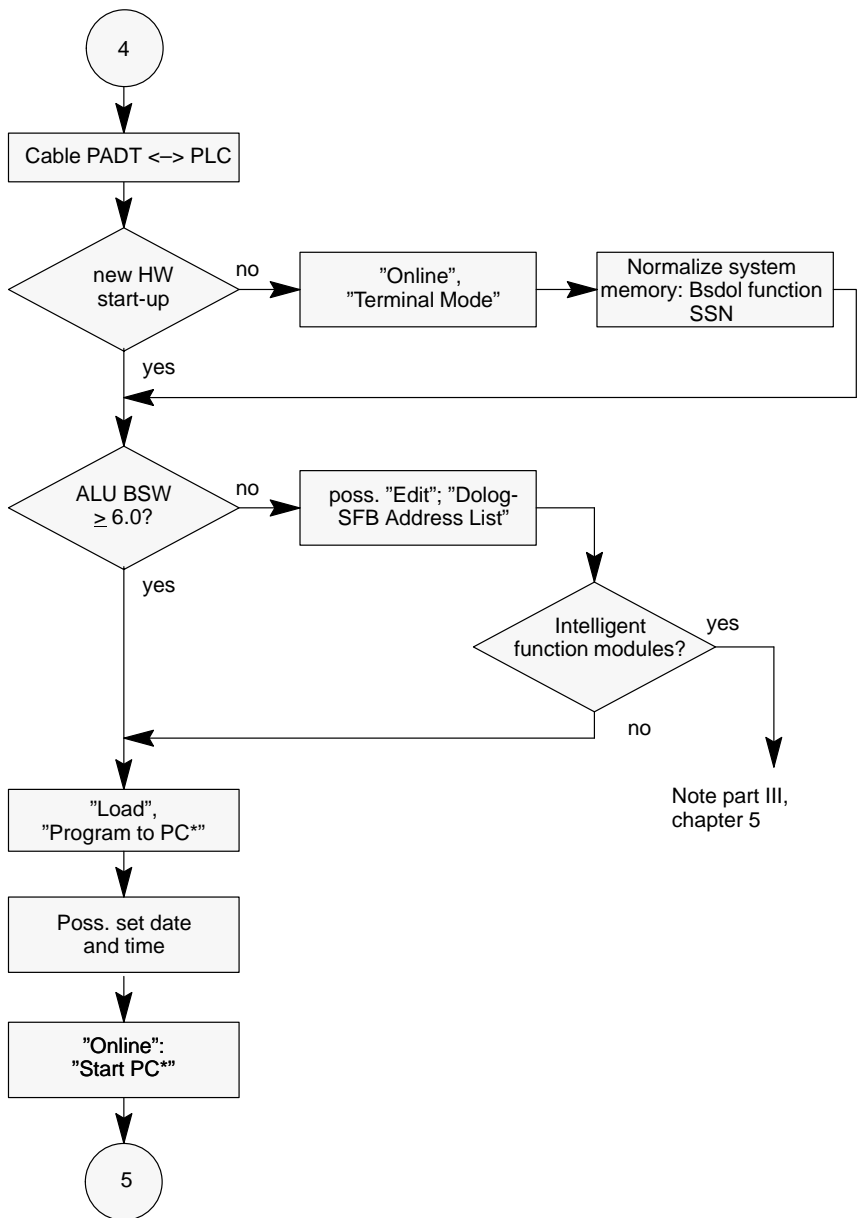 4
Cable PADT <–> PLC
new HW
start-up
no
”Online”,
”Terminal Mode”
Normalize system
memory: Bsdol function
SSN
yes
ALU BSW
≥ 6.0?
no
poss. ”Edit”; ”Dolog-
SFB Address List”
yes
Intelligent
function modules?
yes
no
Note part III,
chapter 5
”Load”,
”Program to PC*”
Poss. set date
and time
”Online”:
”Start PC*”
5